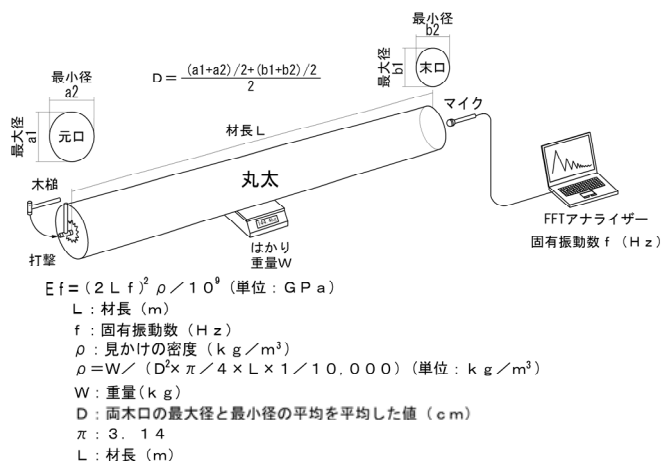 最小径
b2
最大径
b1
木口
最小径
a2
D＝(a1+a2)/2+(b1+b2)/2
2
最大径
a1
元口
マイク
材長L
丸太
木槌
打撃
はかり
重量W
FFTアナライザー
固有振動数f（Hz）
Ef＝(2Lf)²ρ/10⁹（単位：GPa）
L：材長（m）
f：固有振動数（Hz）
ρ：見かけの密度（kg/m³）
ρ＝W/（D²×π/4×L×1/10,000）（単位：kg/m³）
W：重量(kg)
D：両木口の最大径と最小径の平均を平均した値（cm）
π：3．14
L：材長（m）